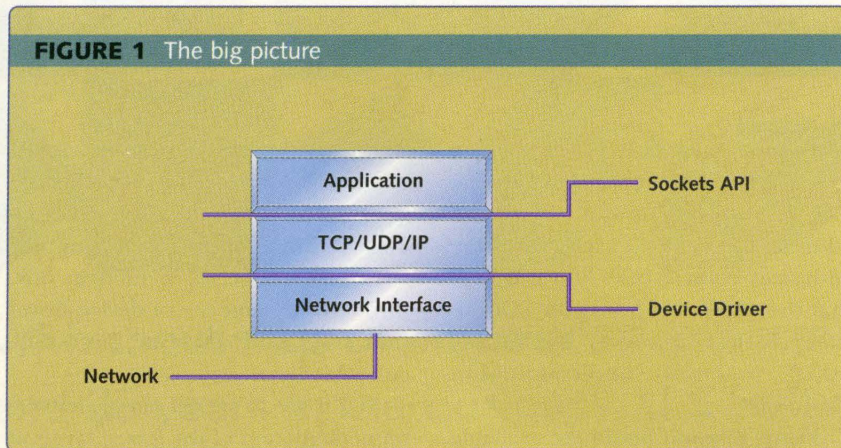 FIGURE 1 The big picture
Application
Sockets API
TCP/UDP/IP
Network Interface
Device Driver
Network